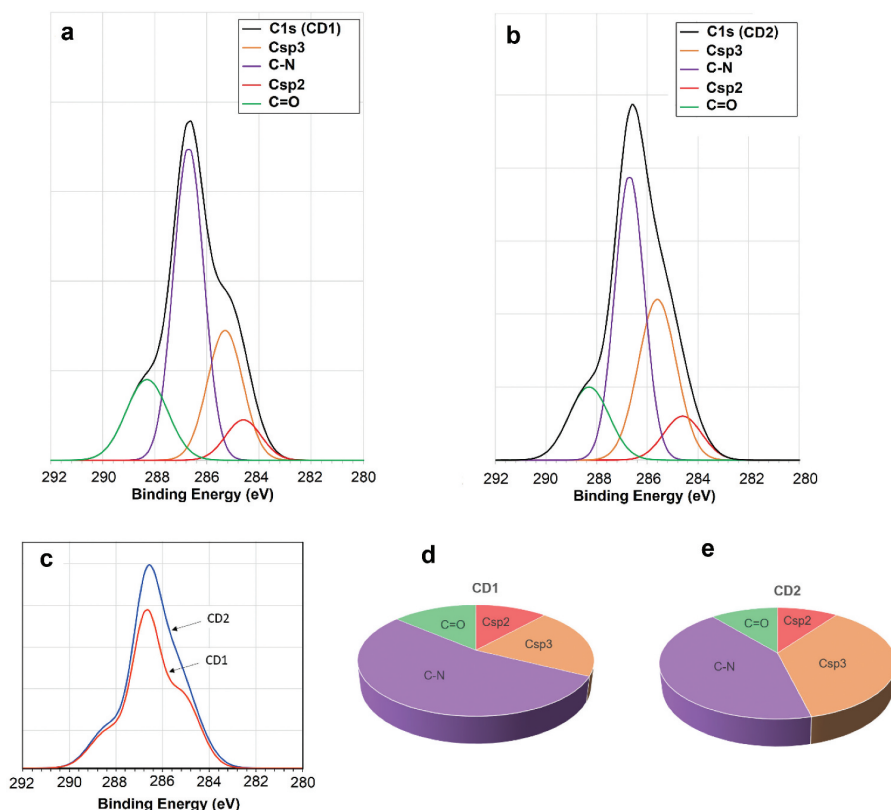 a
C1s (CD1)
Csp3
C-N
Csp2
C=O
292 290 288 286 284 282 280
Binding Energy (eV)
b
C1s (CD2)
Csp3
C-N
Csp2
C=O
292 290 288 286 284 282 280
Binding Energy (eV)
c
CD2
CD1
292 290 288 286 284 282 280
Binding Energy (eV)
d
CD1
C=O
Csp2
Csp3
C-N
e
CD2
C=O
Csp2
Csp3
C-N